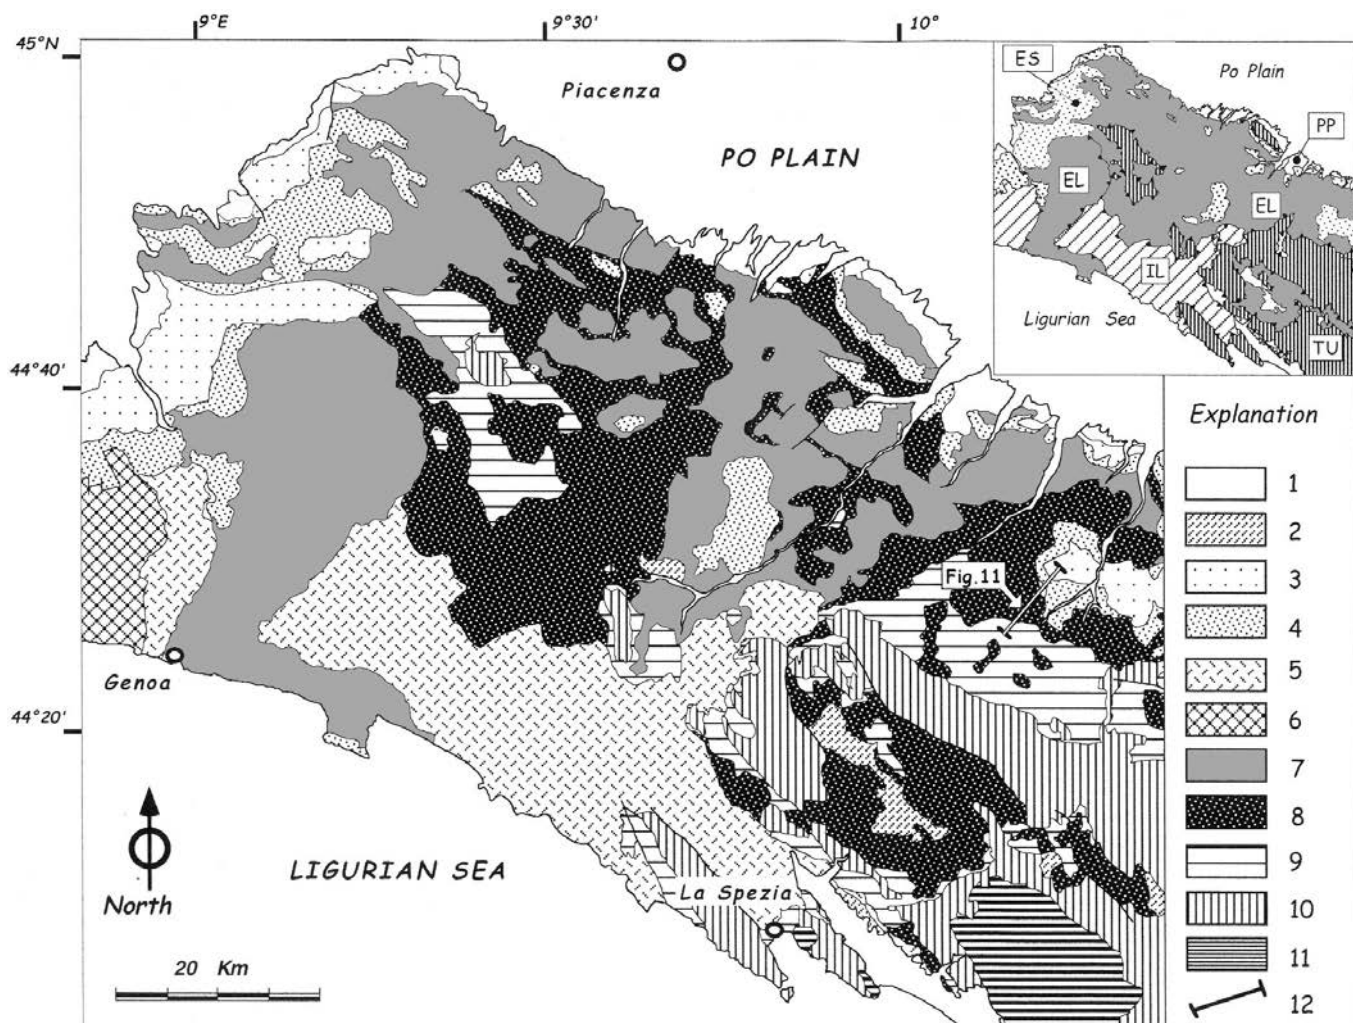 9°E
9°30'
10°
45°N
Piacenza
PO PLAIN
ES
Po Plain
PP
EL
EL
IL
Ligurian Sea
TU
44°40'
Explanation
1
2
3
4
5
6
7
8
9
10
11
12
Fig.11
Genoa
44°20'
LIGURIAN SEA
La Spezia
North
20 Km